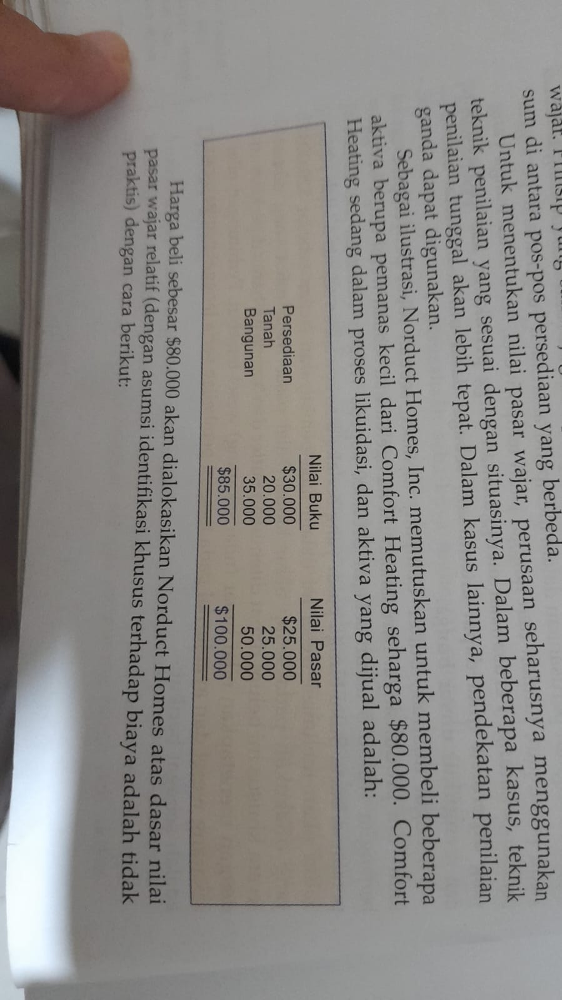 sum di antara pos-pos persediaan yang berbeda.
Untuk menentukan nilai pasar wajar, perusaan seharusnya menggunakan
teknik penilaian yang sesuai dengan situasinya. Dalam beberapa kasus, teknik
penilaian tunggal akan lebih tepat. Dalam kasus lainnya, pendekatan penilaian
ganda dapat digunakan.
Sebagai ilustrasi, Norduct Homes, Inc. memutuskan untuk membeli beberapa
aktiva berupa pemanas kecil dari Comfort Heating seharga $80.000. Comfort
Heating sedang dalam proses likuidasi, dan aktiva yang dijual adalah:
Nilai Buku Nilai Pasar
Persediaan $30.000 $25.000
Tanah 20.000 25.000
Bangunan 35.000 50.000
$85.000 $100.000
Harga beli sebesar $80.000 akan dialokasikan Norduct Homes atas dasar nilai
pasar wajar relatif (dengan asumsi identifikasi khusus terhadap biaya adalah tidak
praktis) dengan cara berikut: